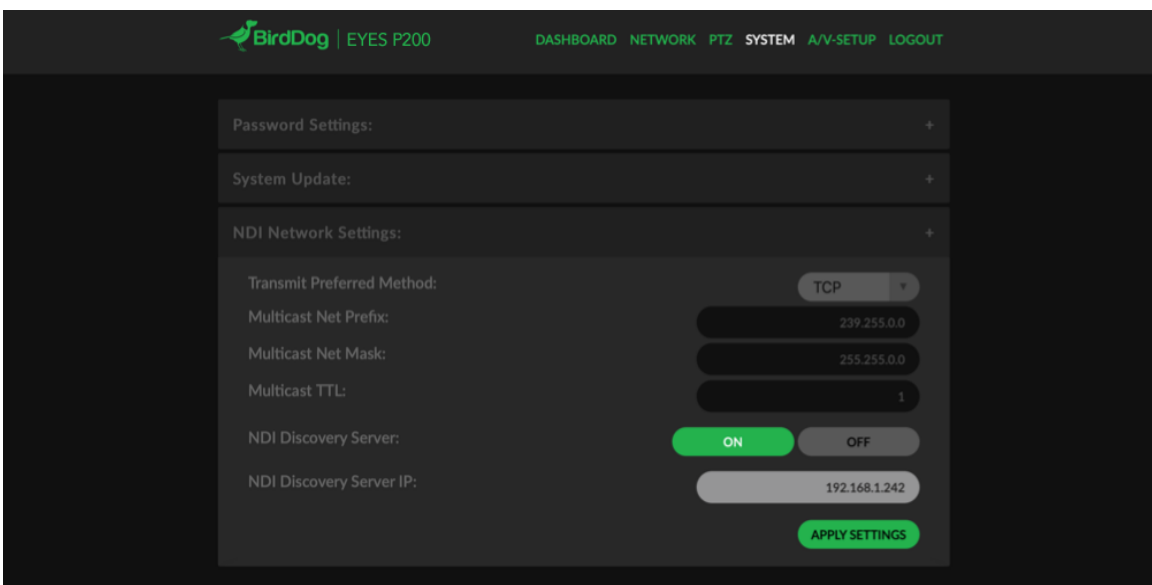 BirdDog | EYES P200 DASHBOARD NETWORK PTZ SYSTEM A/V-SETUP LOGOUT
Password Settings: +
System Update: +
NDI Network Settings: +
Transmit Preferred Method: TCP
Multicast Net Prefix: 239.255.0.0
Multicast Net Mask: 255.255.0.0
Multicast TTL: 1
NDI Discovery Server: ON OFF
NDI Discovery Server IP: 192.168.1.242
APPLY SETTINGS